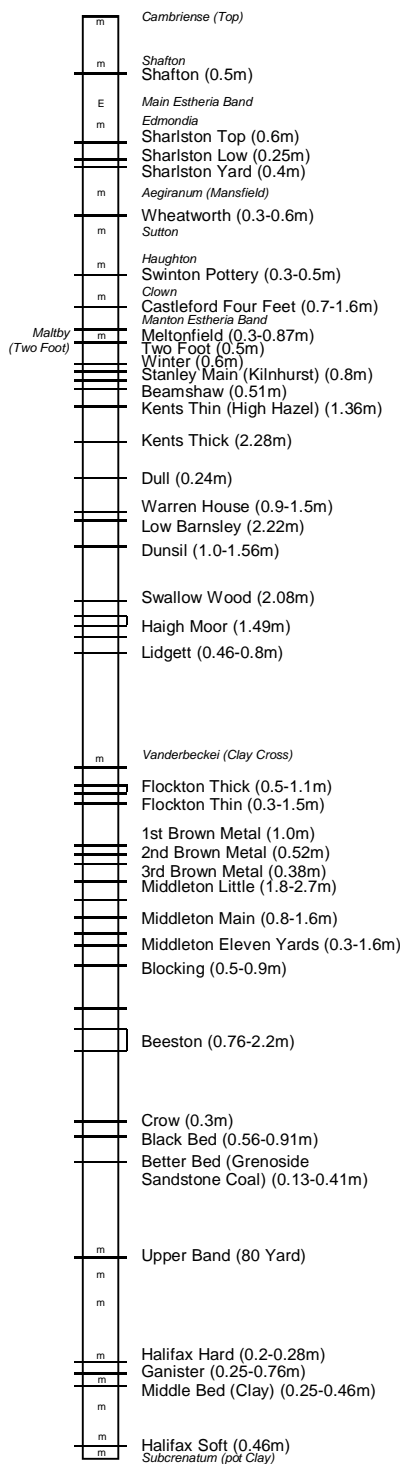 Cambriense (Top)
m
m
Shafton
Shafton (0.5m)
E
Main Estheria Band
m
Edmondia
Sharlston Top (0.6m)
Sharlston Low (0.25m)
Sharlston Yard (0.4m)
m
Aegiranum (Mansfield)
Wheatworth (0.3-0.6m)
m
Sutton
m
Haughton
Swinton Pottery (0.3-0.5m)
m
Clown
Castleford Four Feet (0.7-1.6m)
Manton Estheria Band
Maltby
(Two Foot)
m
Meltonfield (0.3-0.87m)
Two Foot (0.5m)
Winter (0.6m)
Stanley Main (Kilnhurst) (0.8m)
Beamshaw (0.51m)
Kents Thin (High Hazel) (1.36m)
Kents Thick (2.28m)
Dull (0.24m)
Warren House (0.9-1.5m)
Low Barnsley (2.22m)
Dunsil (1.0-1.56m)
Swallow Wood (2.08m)
Haigh Moor (1.49m)
Lidgett (0.46-0.8m)
m
Vanderbeckei (Clay Cross)
Flockton Thick (0.5-1.1m)
Flockton Thin (0.3-1.5m)
1st Brown Metal (1.0m)
2nd Brown Metal (0.52m)
3rd Brown Metal (0.38m)
Middleton Little (1.8-2.7m)
Middleton Main (0.8-1.6m)
Middleton Eleven Yards (0.3-1.6m)
Blocking (0.5-0.9m)
Beeston (0.76-2.2m)
Crow (0.3m)
Black Bed (0.56-0.91m)
Better Bed (Grenoside
Sandstone Coal) (0.13-0.41m)
m
Upper Band (80 Yard)
m
m
m
Halifax Hard (0.2-0.28m)
Ganister (0.25-0.76m)
m
Middle Bed (Clay) (0.25-0.46m)
m
m
Halifax Soft (0.46m)
m
Subcrenatum (pot Clay)